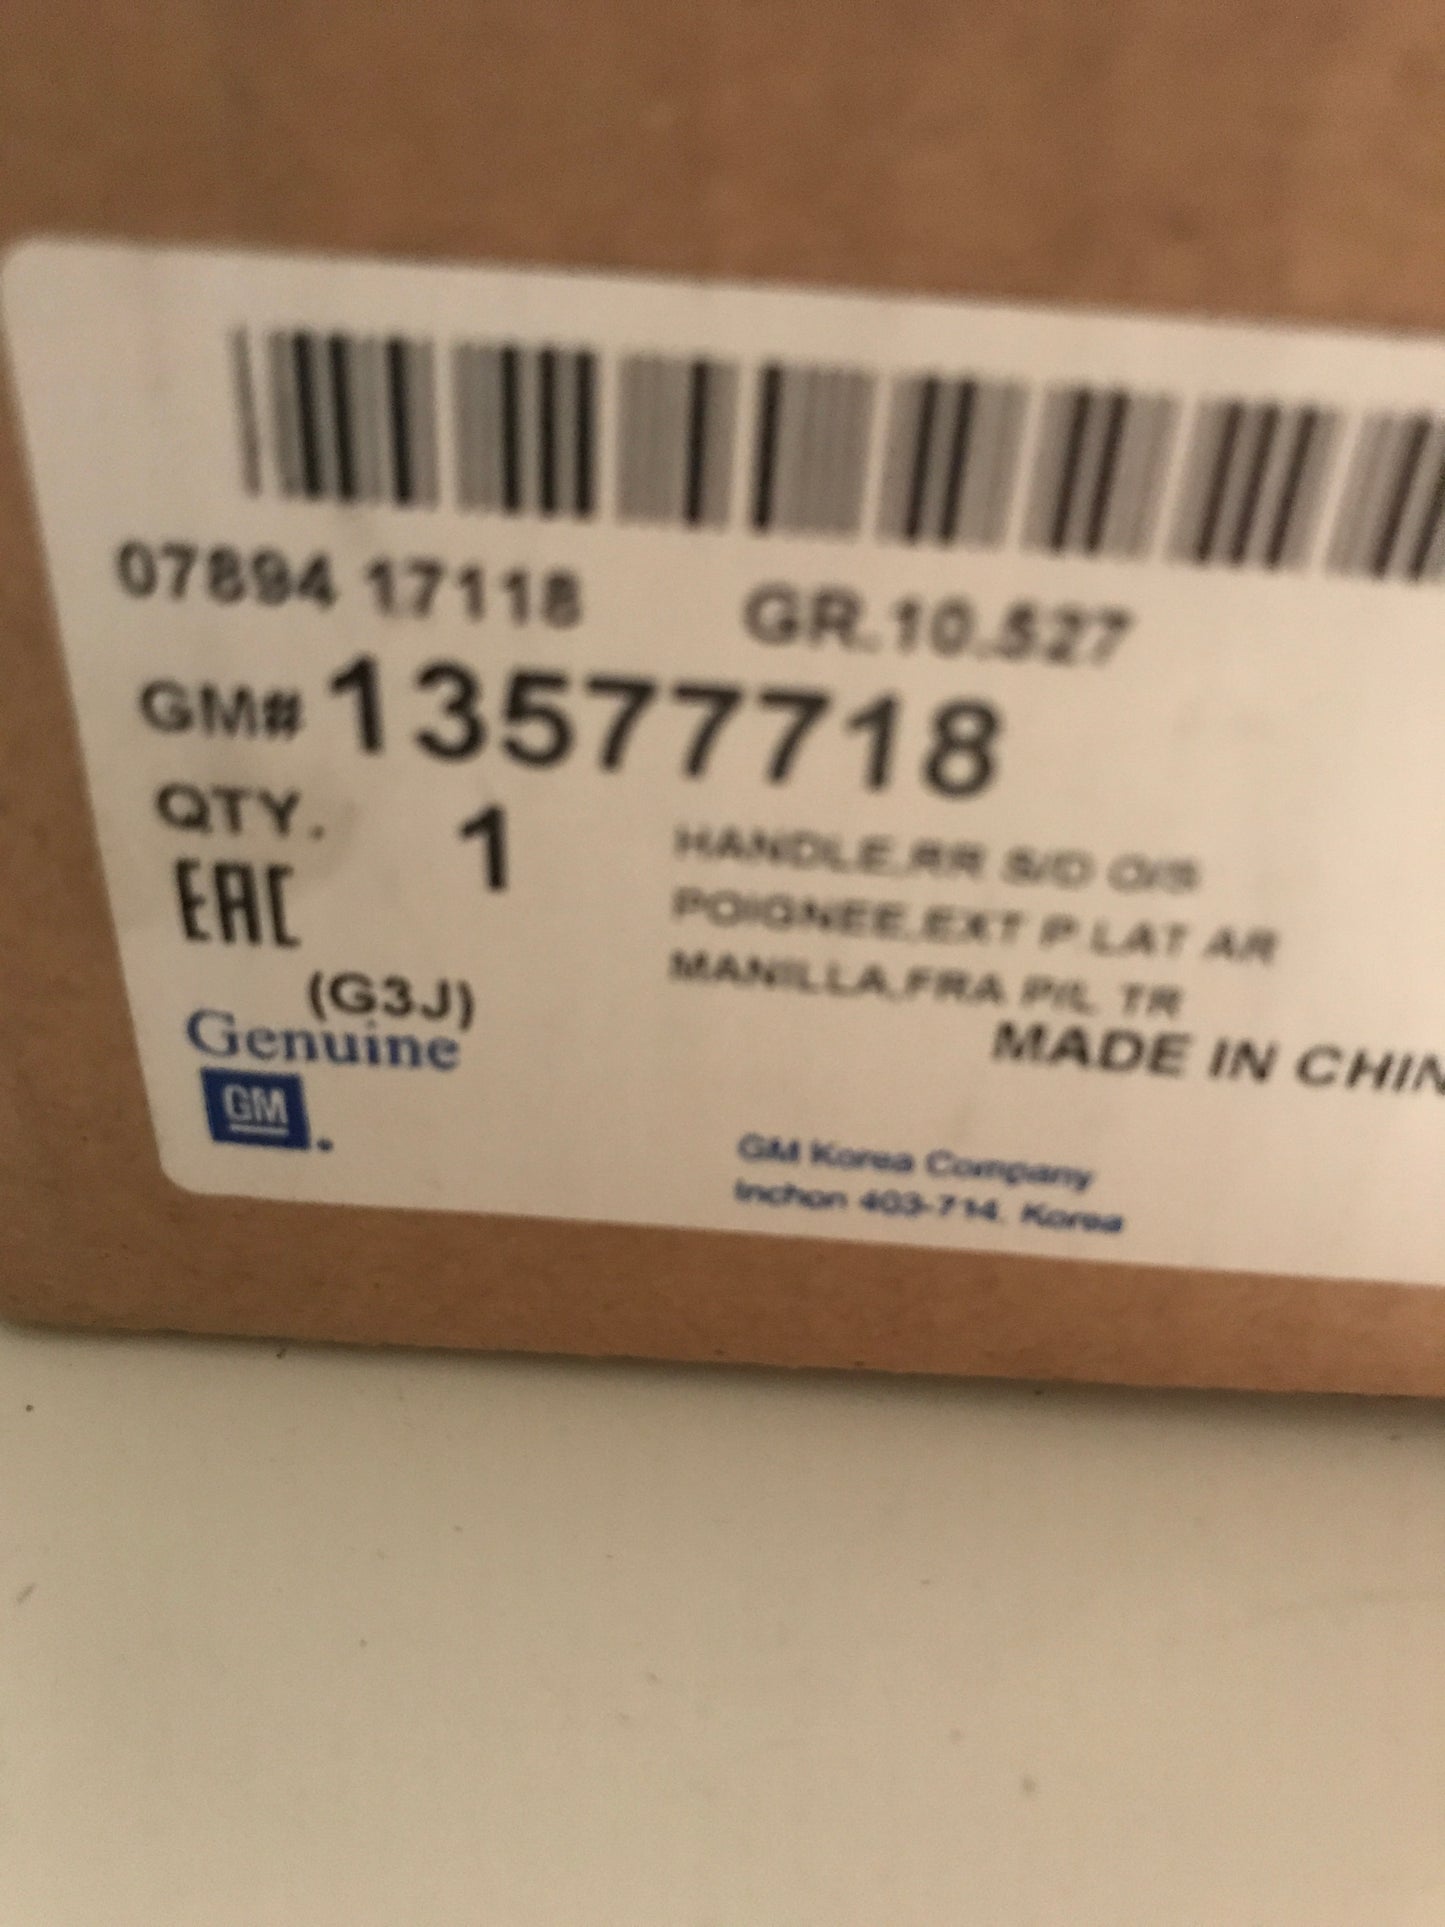 07894 17118 GR.10.527
GM# 13577718
QTY. 1
HANDLE,RR S/D O/S
POIGNEE,EXT P.LAT AR
MANILLA,FRA P/L TR
EAC
(G3J)
MADE IN CHIN
Genuine
GM
GM Korea Company
Inchon 403-714, Korea